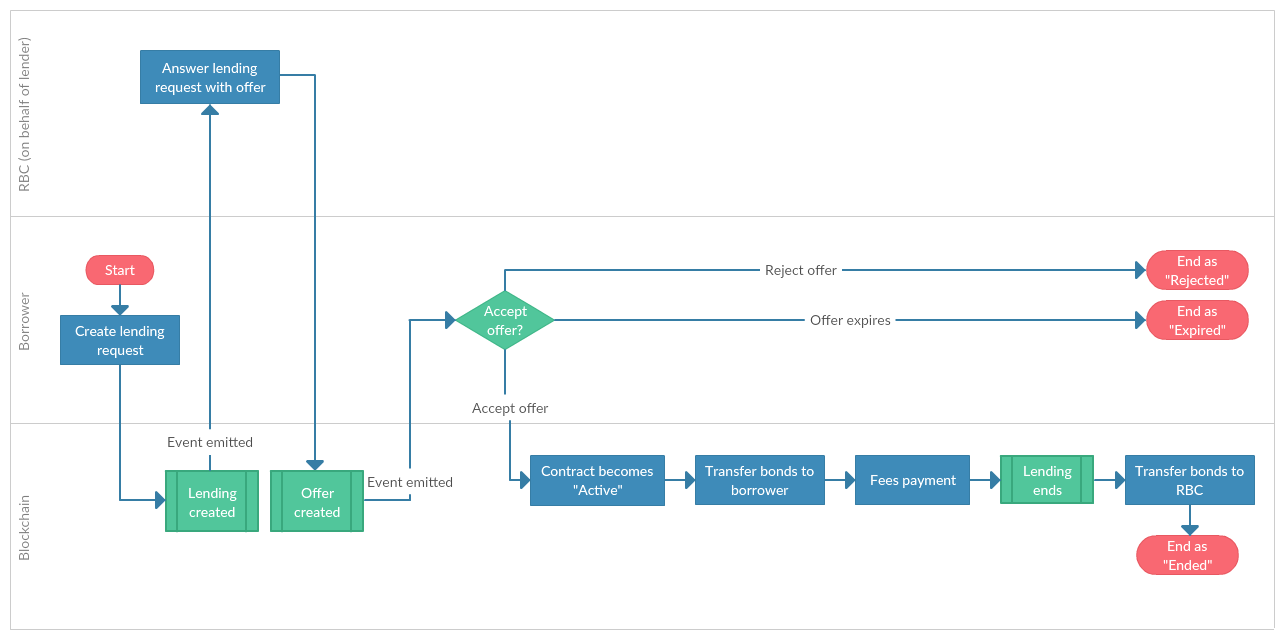 RBC (on behalf of lender)
Answer lending
request with offer
Borrower
Start
Create lending
request
Accept
offer?
Reject offer
Offer expires
End as
"Rejected"
End as
"Expired"
Accept offer
Blockchain
Event emitted
Lending
created
Offer
created
Event emitted
Contract becomes
"Active"
Transfer bonds to
borrower
Fees payment
Lending
ends
Transfer bonds to
RBC
End as
"Ended"